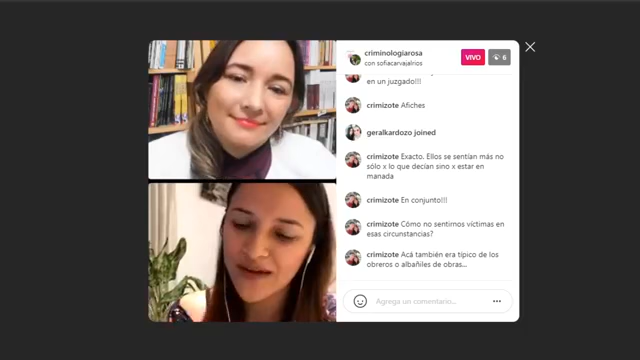 criminologiarosa
con sofiacarvajalrios
VIVO
6
en un juzgado!!!
crimizote Afiches
geralkardozo joined
crimizote Exacto. Ellos se sentían más no
sólo x lo que decían sino x estar en
manada
crimizote En conjunto!!!
crimizote Cómo no sentirnos víctimas en
esas circunstancias?
crimizote Acá también era típico de los
obreros o albañiles de obras...
Agrega un comentario...